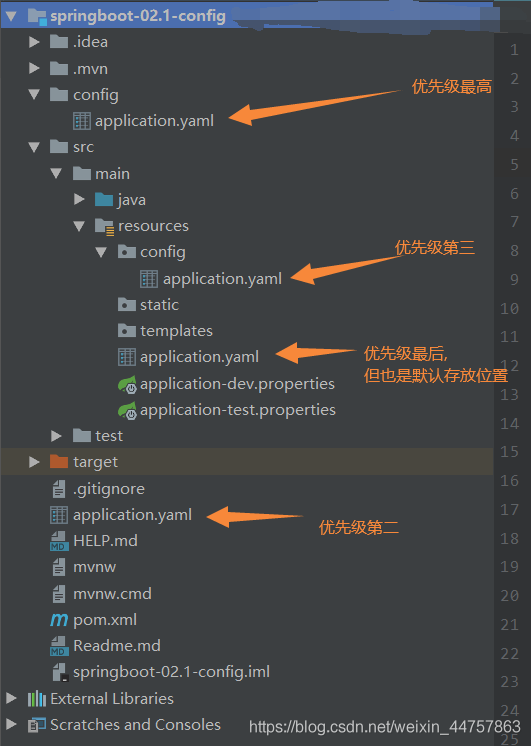 springboot-02.1-config
.idea
.mvn
config
优先级最高
application.yaml
src
main
java
resources
config
优先级第三
application.yaml
static
templates
application.yaml
优先级最后,
但也是默认存放位置
application-dev.properties
application-test.properties
test
target
.gitignore
application.yaml
优先级第二
HELP.md
mvnw
mvnw.cmd
pom.xml
Readme.md
springboot-02.1-config.iml
External Libraries
Scratches and Consoles
https://blog.csdn.net/weixin_44757863
1
2
3
4
5
6
7
8
9
10
11
12
13
14
15
16
17
18
19
20
21
22
23
24
25